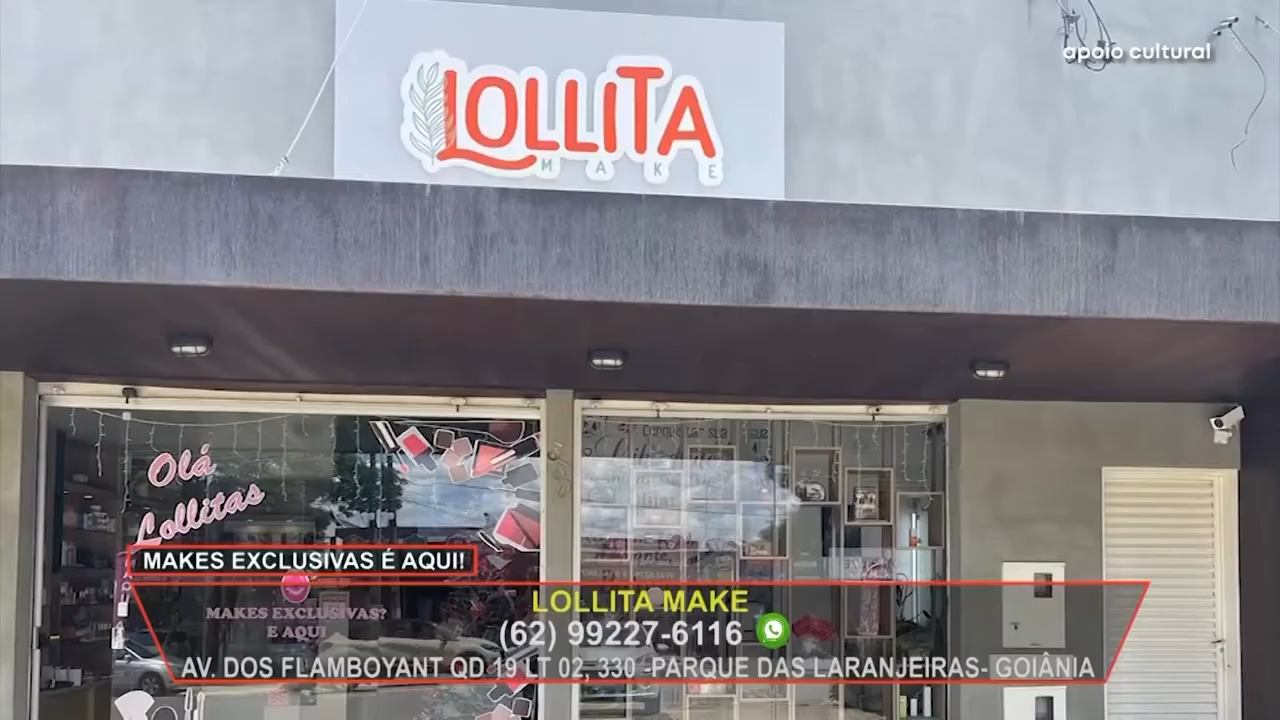 apoio cultural
LOLLITA
MAKE
Olá
Lollitas
MAKES EXCLUSIVAS É AQUI!
MAKES EXCLUSIVAS?
E AQUI
LOLLITA MAKE
(62) 99227-6116
AV. DOS FLAMBOYANT QD 19 LT 02, 330 -PARQUE DAS LARANJEIRAS- GOIÂNIA